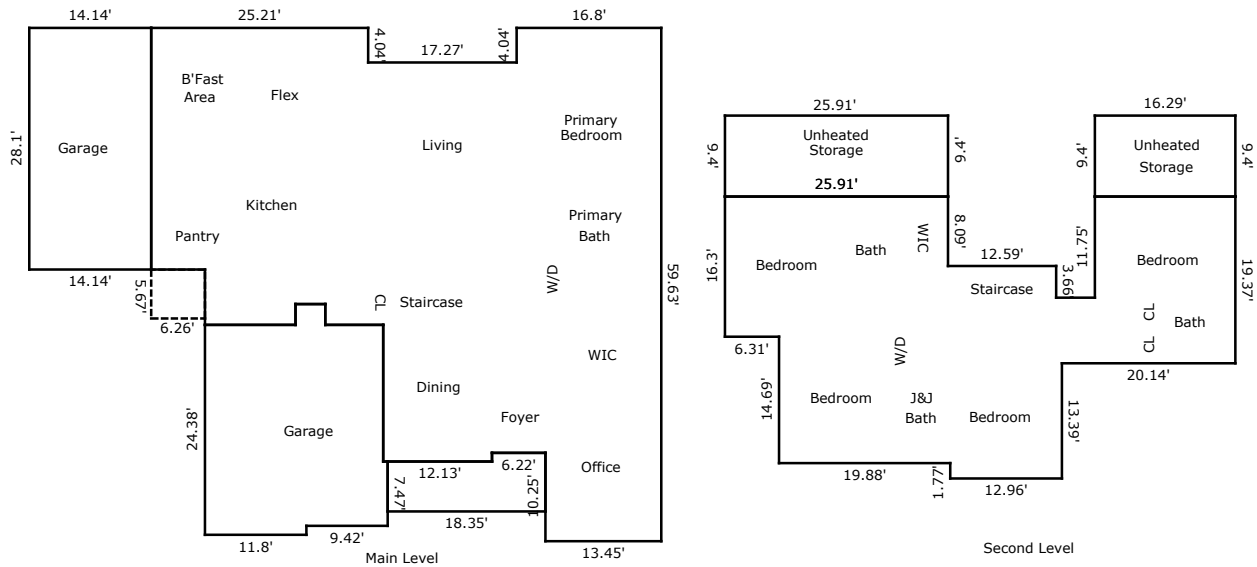 14.14'
25.21'
16.8'
4.04'
17.27'
4.04'
B'Fast
Area
Flex
Primary
Bedroom
28.1'
Garage
Living
Kitchen
Primary
Bath
Pantry
14.14'
5.67'
6.26'
CL
Staircase
W/D
59.63'
WIC
Dining
Foyer
24.38'
Garage
Office
12.13'
6.22'
7.47'
10.25'
18.35'
11.8'
9.42'
13.45'
Main Level
25.91'
16.29'
9.4'
Unheated
Storage
9.4'
9.4'
Unheated
Storage
9.4'
25.91'
16.3'
Bedroom
Bath
WIC
8.09'
12.59'
11.75'
3.66'
Staircase
Bedroom
19.37'
CL
CL
Bath
6.31'
W/D
20.14'
14.69'
Bedroom
J&J
Bath
Bedroom
13.39'
19.88'
1.77'
12.96'
Second Level